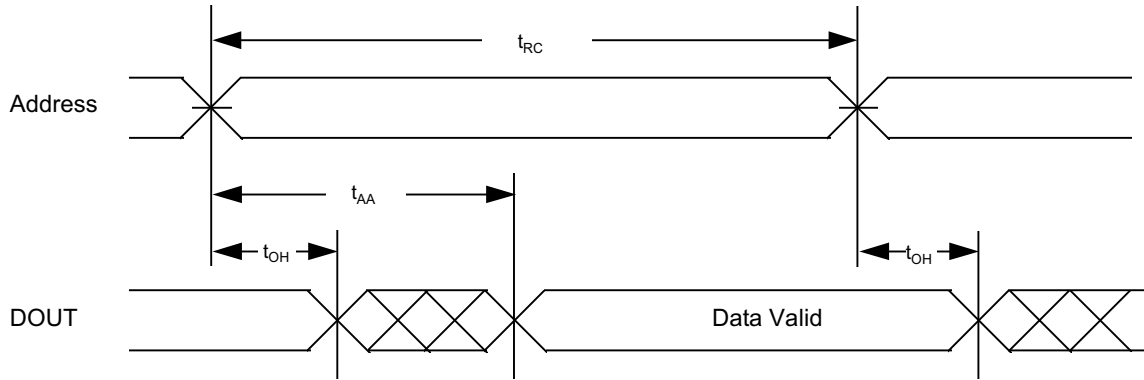 tRC
Address
tAA
tOH
tOH
DOUT
Data Valid